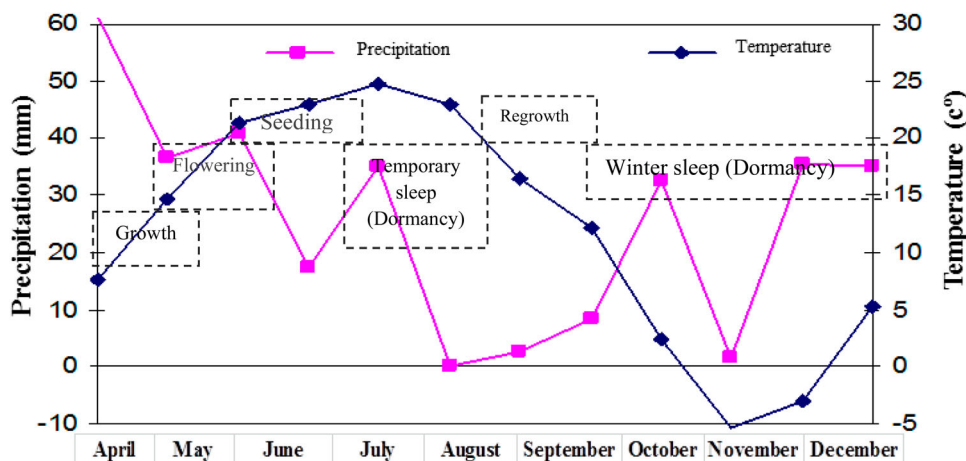 Precipitation
Temperature
Precipitation (mm)
60
50
40
30
20
10
0
-10
Temperature (cº)
30
25
20
15
10
5
0
-5
Growth
Flowering
Seeding
Temporary
sleep
(Dormancy)
Regrowth
Winter sleep (Dormancy)
April May June July August September October November December